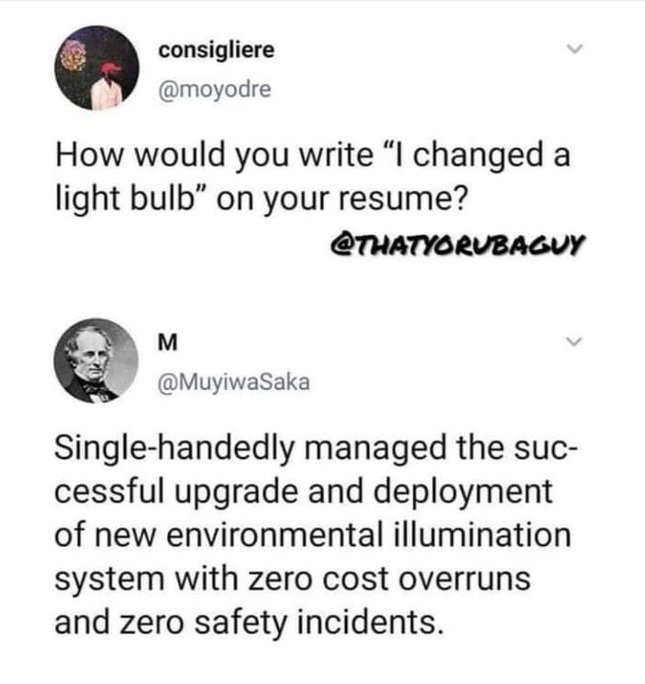 consigliere
@moyodre
How would you write “I changed a
light bulb” on your resume?
@THATYORUBAGUY
M
@MuyiwaSaka
Single-handedly managed the suc-
cessful upgrade and deployment
of new environmental illumination
system with zero cost overruns
and zero safety incidents.